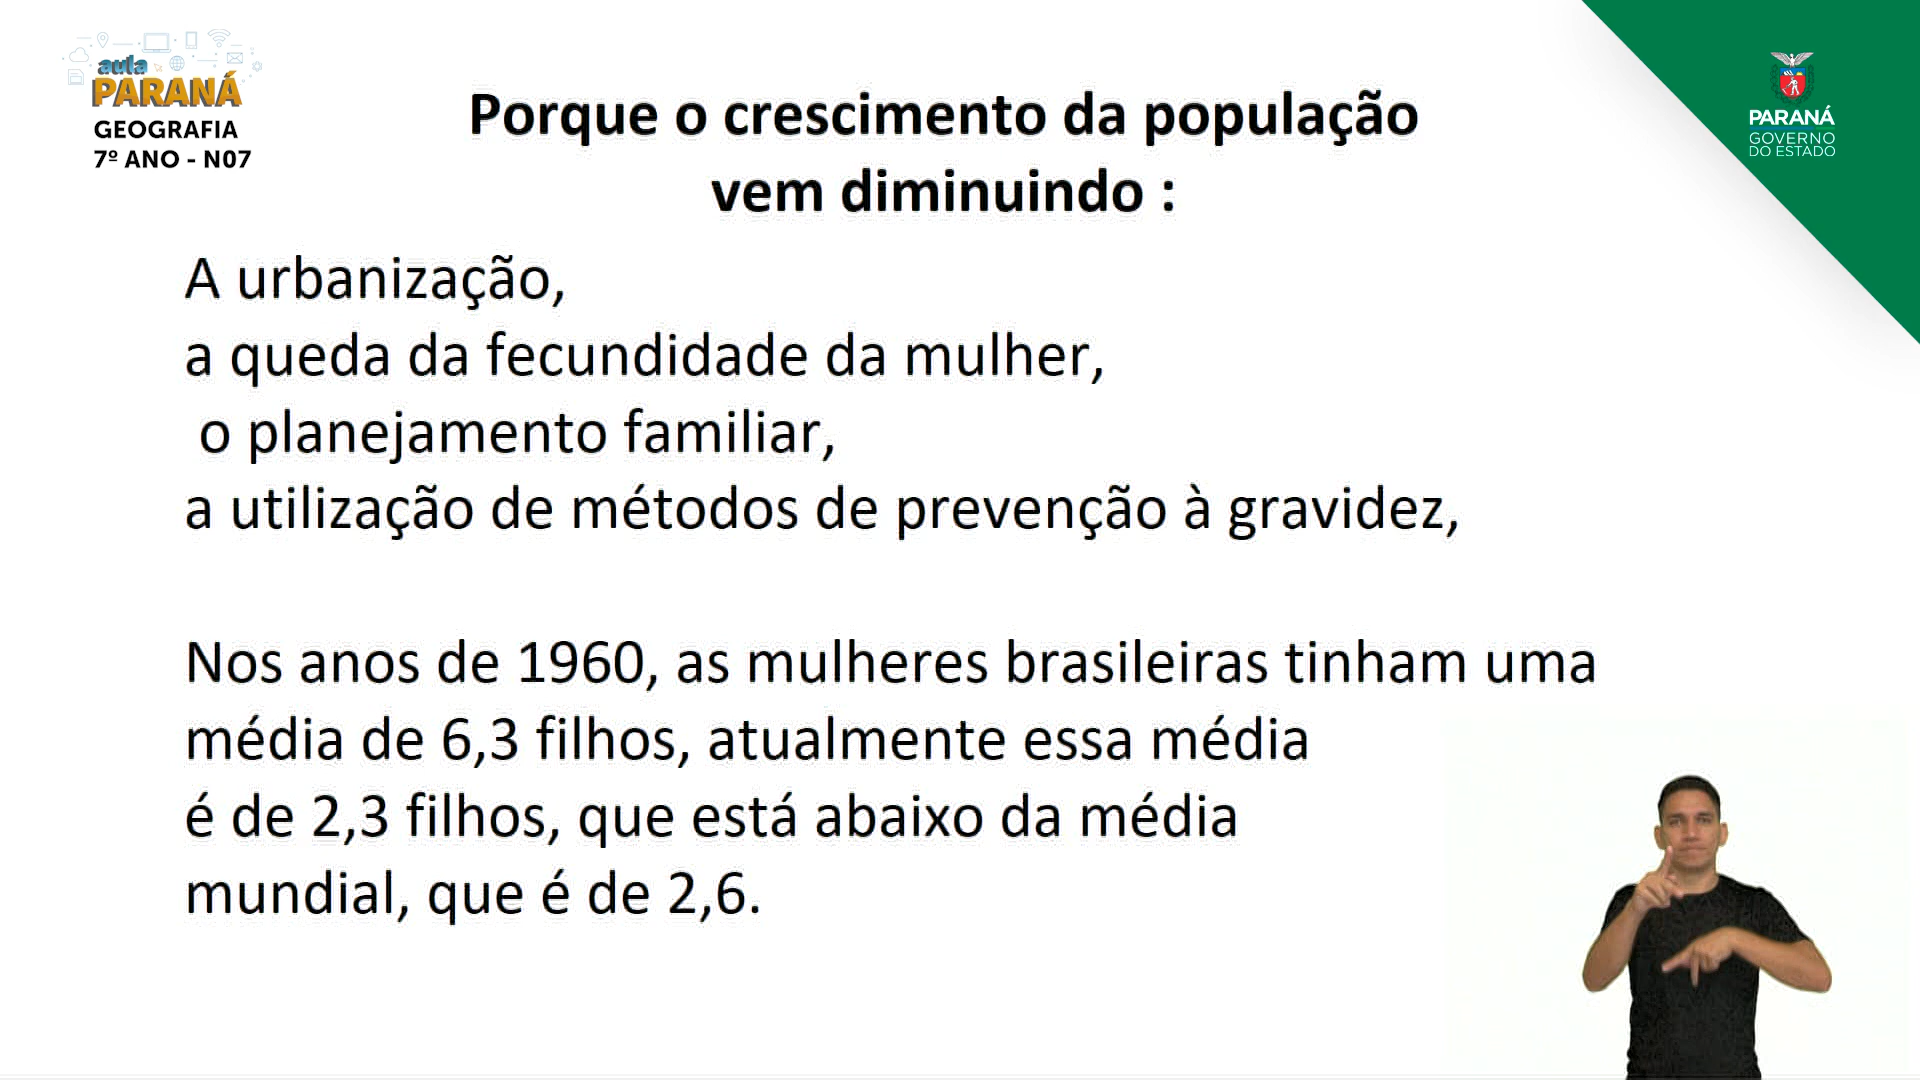 aula
PARANÁ
GEOGRAFIA
7º ANO - N07
PARANÁ
GOVERNO
DO ESTADO
Porque o crescimento da população
vem diminuindo :
A urbanização,
a queda da fecundidade da mulher,
o planejamento familiar,
a utilização de métodos de prevenção à gravidez,
Nos anos de 1960, as mulheres brasileiras tinham uma
média de 6,3 filhos, atualmente essa média
é de 2,3 filhos, que está abaixo da média
mundial, que é de 2,6.